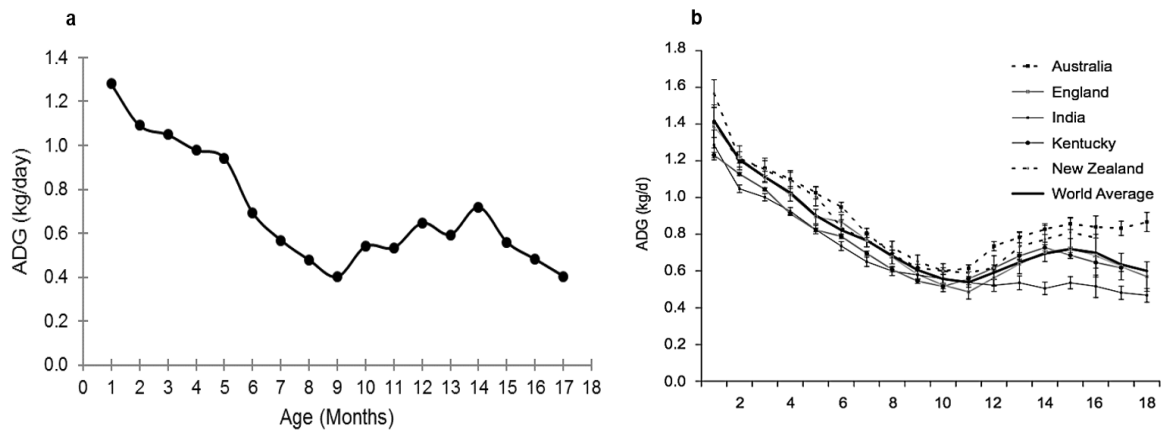 a
1.4
1.2
1.0
0.8
0.6
0.4
0.2
0.0
ADG (kg/day)
0 1 2 3 4 5 6 7 8 9 10 11 12 13 14 15 16 17 18
Age (Months)
b
1.8
1.6
1.4
1.2
1.0
0.8
0.6
0.4
0.2
0.0
ADG (kg/d)
2 4 6 8 10 12 14 16 18
Australia
England
India
Kentucky
New Zealand
World Average